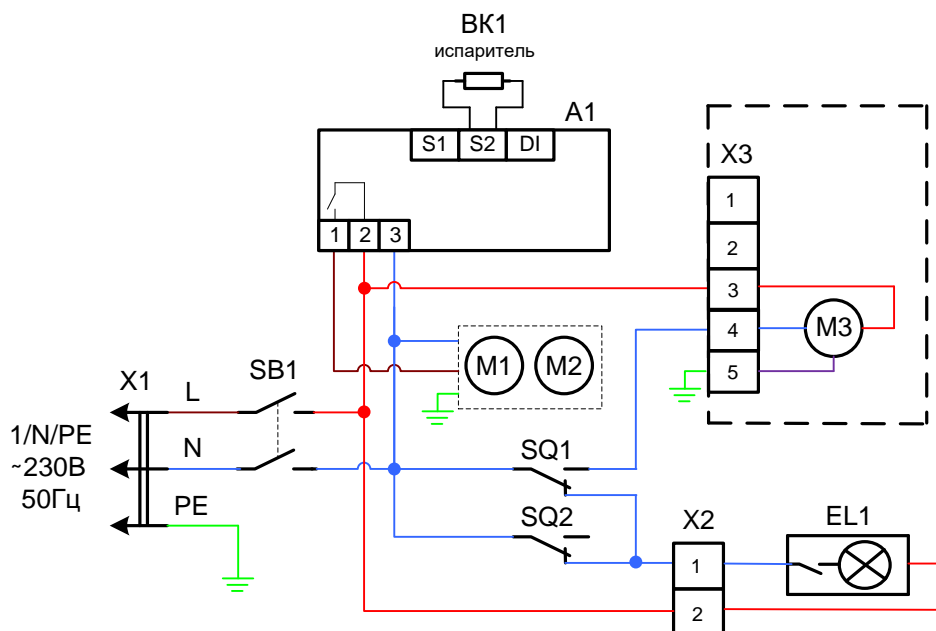 BK1
испаритель
A1
S1 S2 DI
X3
1
2
1 2 3
3
4
M3
5
M1 M2
X1
L
SB1
1/N/PE
~230В
50Гц
N
PE
SQ1
SQ2
X2
EL1
1
2